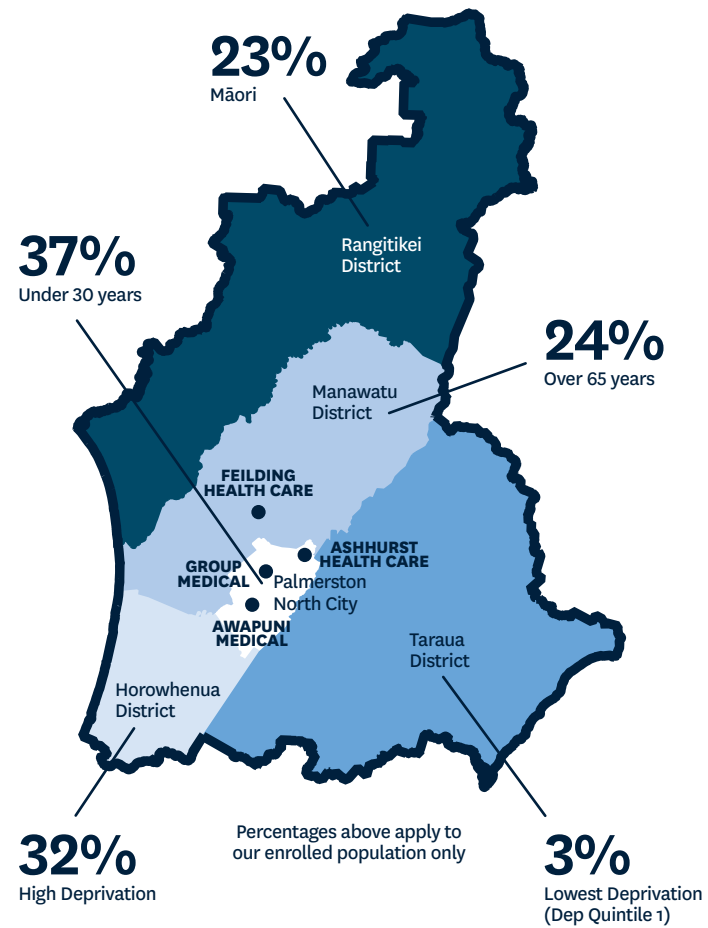 23%
Māori
Rangitikei
District
37%
Under 30 years
24%
Over 65 years
Manawatu
District
FEILDING
HEALTH CARE
ASHHURST
HEALTH CARE
GROUP
MEDICAL
Palmerston
North City
AWAPUNI
MEDICAL
Taraua
District
Horowhenua
District
Percentages above apply to
our enrolled population only
32%
High Deprivation
3%
Lowest Deprivation
(Dep Quintile 1)